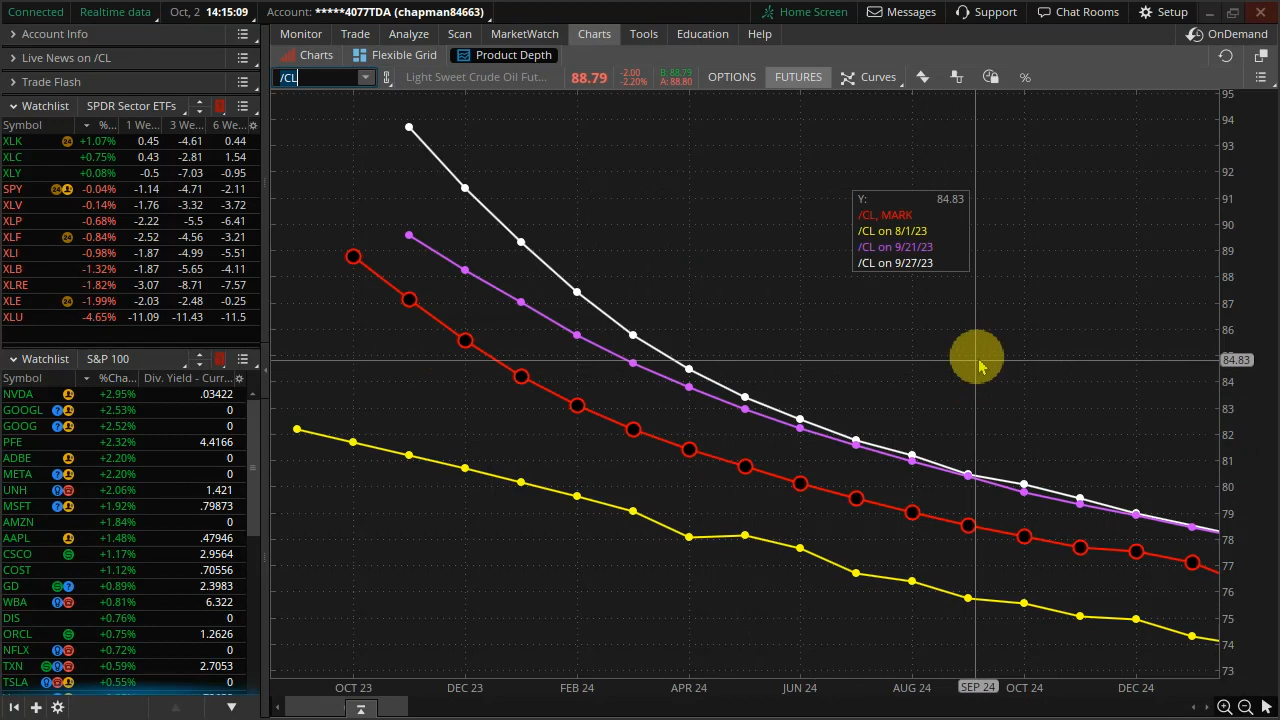 Connected Realtime data Oct, 2 14:15:09 Account: *****4077TDA (chapman84663) Home Screen Messages Support Chat Rooms Setup
Account Info
Live News on /CL
Trade Flash
Monitor Trade Analyze Scan MarketWatch Charts Tools Education Help OnDemand
Charts Flexible Grid Product Depth
/CL Light Sweet Crude Oil Fut... 88.79 -2.00 -2.20% B: 88.79 A: 88.80 OPTIONS FUTURES Curves %
Watchlist SPDR Sector ETFs
Symbol %... 1 We... 3 We... 6 We...
XLK 24 +1.07% 0.45 -4.61 0.44
XLC +0.75% 0.43 -2.81 1.54
XLY +0.08% -0.5 -7.03 -0.95
SPY 24 -0.04% -1.14 -4.71 -2.11
XLV -0.14% -1.76 -3.32 -3.72
XLP -0.68% -2.22 -5.5 -6.41
XLF 24 -0.84% -2.52 -4.56 -3.21
XLI -0.98% -1.87 -4.99 -5.51
XLB -1.32% -1.87 -5.65 -4.11
XLRE -1.82% -3.07 -8.71 -7.57
XLE 24 -1.99% -2.03 -2.48 -0.25
XLU -4.65% -11.09 -11.43 -11.5
Watchlist S&P 100
Symbol %Cha... Div. Yield - Curr...
NVDA +2.95% .03422
GOOGL +2.53% 0
GOOG +2.52% 0
PFE +2.32% 4.4166
ADBE +2.20% 0
META +2.20% 0
UNH +2.06% 1.421
MSFT +1.92% .79873
AMZN +1.84% 0
AAPL +1.48% .47946
CSCO +1.17% 2.9564
COST +1.12% .70556
GD +0.89% 2.3983
WBA +0.81% 6.322
DIS +0.76% 0
ORCL +0.75% 1.2626
NFLX +0.72% 0
TXN +0.59% 2.7053
TSLA +0.55% 0
Y: 84.83
/CL, MARK
/CL on 8/1/23
/CL on 9/21/23
/CL on 9/27/23
95
94
93
92
91
90
89
88
87
86
84.83
84
83
82
81
80
79
78
77
76
75
74
73
OCT 23 DEC 23 FEB 24 APR 24 JUN 24 AUG 24 SEP 24 OCT 24 DEC 24